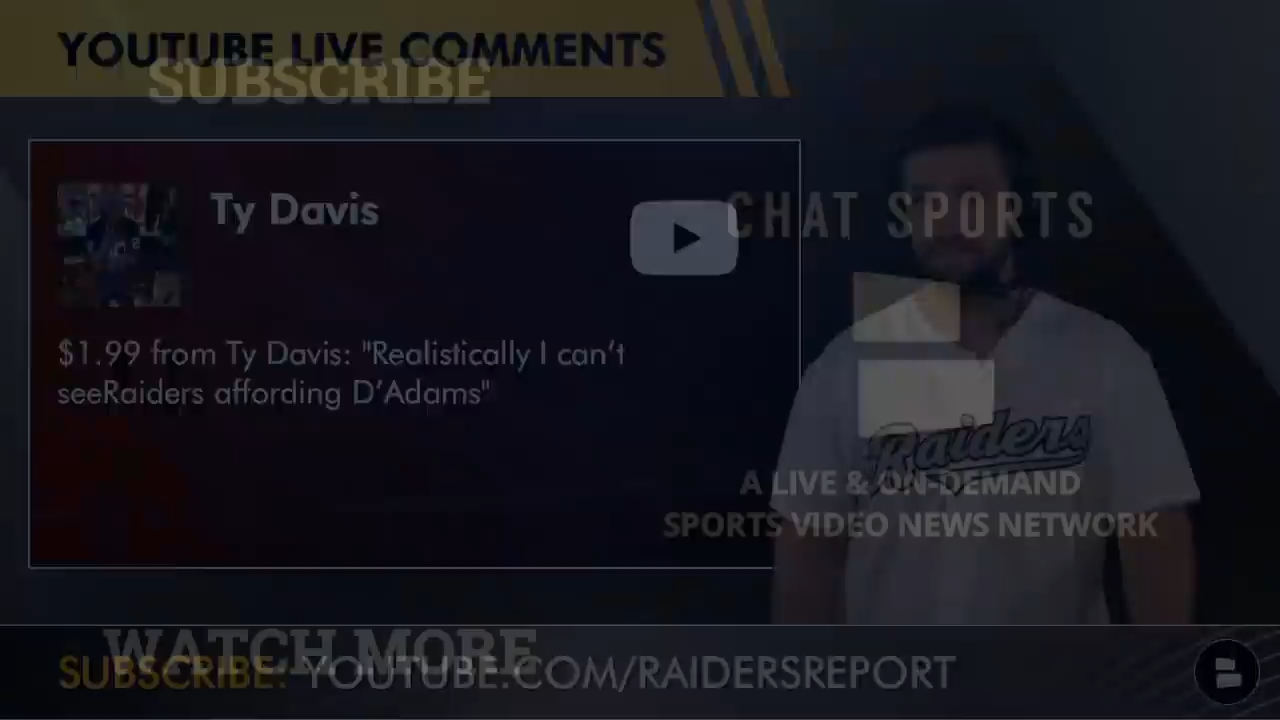 YOUTUBE LIVE COMMENTS
SUBSCRIBE
Ty Davis
CHAT SPORTS
$1.99 from Ty Davis: "Realistically I can't
seeRaiders affording D'Adams"
Raiders
A LIVE & ON-DEMAND
SPORTS VIDEO NEWS NETWORK
WATCH MORE
SUBSCRIBE: YOUTUBE.COM/RAIDERSREPORT